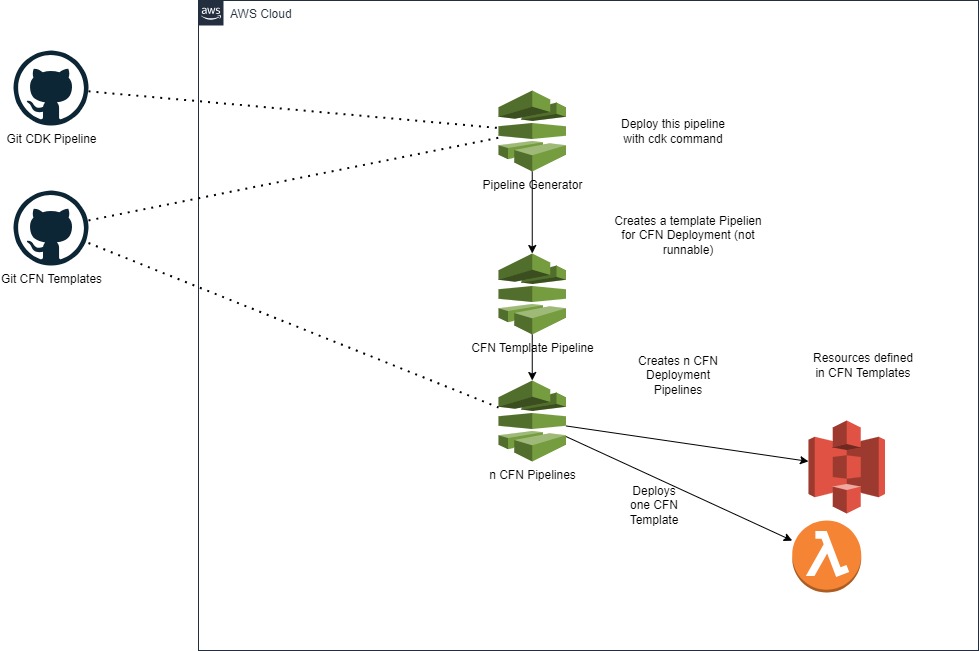 aws
AWS Cloud
Git CDK Pipeline
Deploy this pipeline
with cdk command
Pipeline Generator
Creates a template Pipelien
for CFN Deployment (not
runnable)
Git CFN Templates
CFN Template Pipeline
Creates n CFN
Deployment
Pipelines
Resources defined
in CFN Templates
n CFN Pipelines
Deploys
one CFN
Template